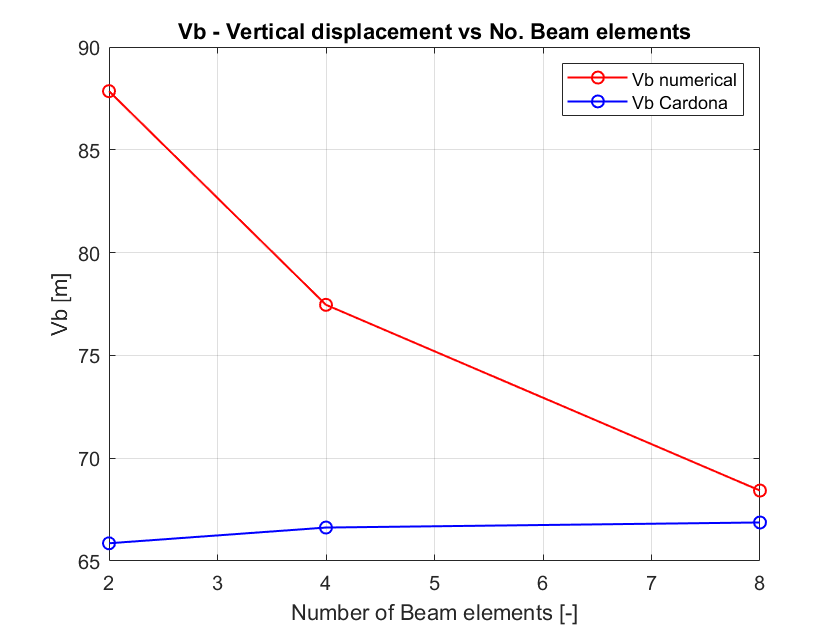 Vb - Vertical displacement vs No. Beam elements
90
85
80
75
70
65
Vb [m]
Vb numerical
Vb Cardona
2 3 4 5 6 7 8
Number of Beam elements [-]